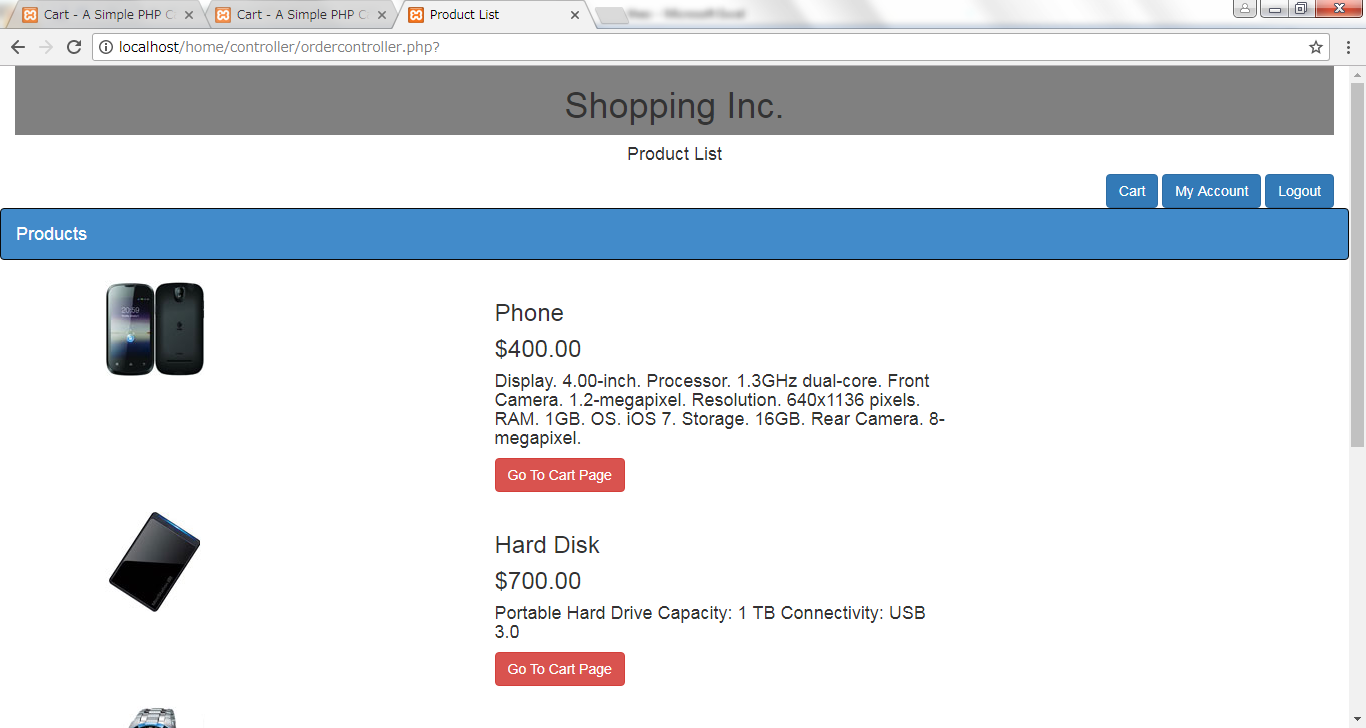 Cart - A Simple PHP C
Cart - A Simple PHP C
Product List
localhost/home/controller/ordercontroller.php?
Shopping Inc.
Product List
Cart
My Account
Logout
Products
20:59
Phone
$400.00
Display. 4.00-inch. Processor. 1.3GHz dual-core. Front
Camera. 1.2-megapixel. Resolution. 640x1136 pixels.
RAM. 1GB. OS. iOS 7. Storage. 16GB. Rear Camera. 8-
megapixel.
Go To Cart Page
Hard Disk
$700.00
Portable Hard Drive Capacity: 1 TB Connectivity: USB
3.0
Go To Cart Page